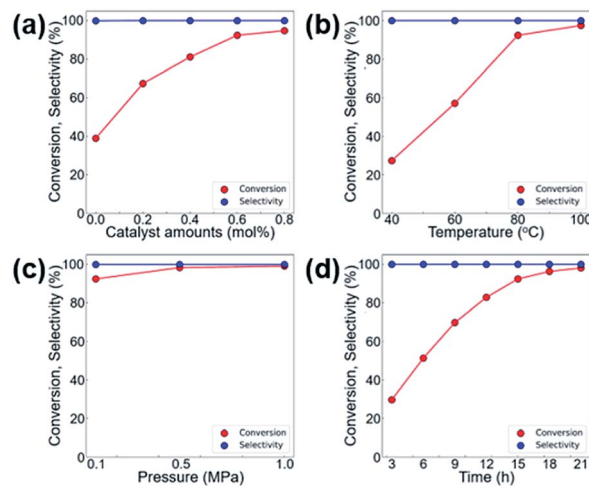 (a)
Conversion, Selectivity (%)
100
80
60
40
20
0
Conversion
Selectivity
0.0 0.2 0.4 0.6 0.8
Catalyst amounts (mol%)
(b)
Conversion, Selectivity (%)
100
80
60
40
20
0
Conversion
Selectivity
40 60 80 100
Temperature (°C)
(c)
Conversion, Selectivity (%)
100
80
60
40
20
0
Conversion
Selectivity
0.1 0.5 1.0
Pressure (MPa)
(d)
Conversion, Selectivity (%)
100
80
60
40
20
0
Conversion
Selectivity
3 6 9 12 15 18 21
Time (h)